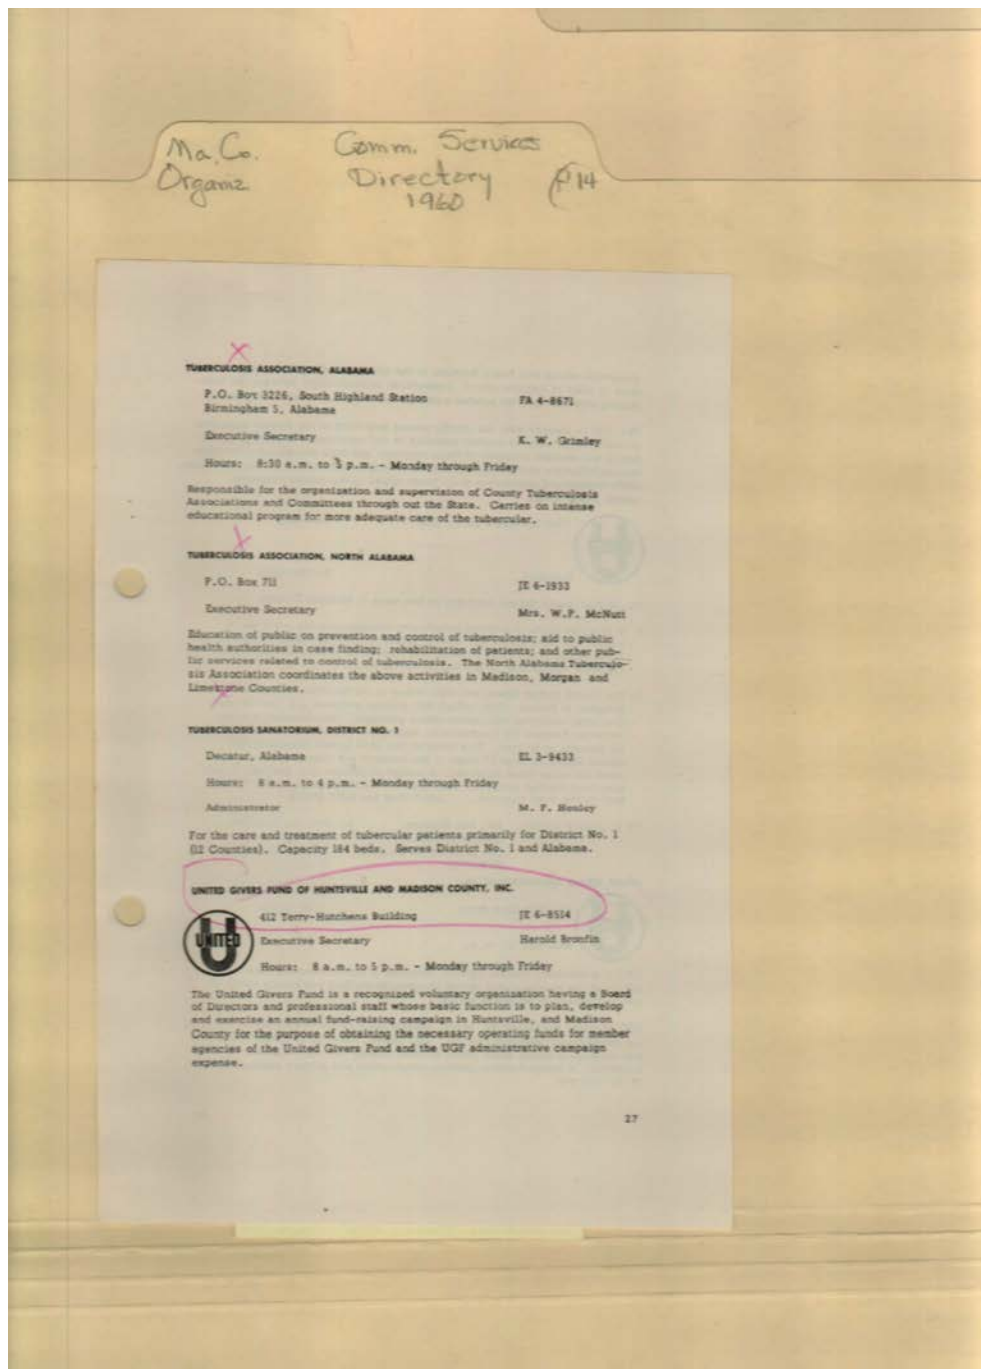 Ma. Co. Comm. Services
Organz. Directory (P 14
1960
TUBERCULOSIS ASSOCIATION, ALABAMA
P.O. Box 3226, South Highland Station FA 4-8671
Birmingham 5, Alabama
Executive Secretary K. W. Grimley
Hours: 8:30 a.m. to 5 p.m. - Monday through Friday
Responsible for the organization and supervision of County Tuberculosis
Associations and Committees through out the State. Carries on intense
educational program for more adequate care of the tubercular.
TUBERCULOSIS ASSOCIATION, NORTH ALABAMA
P.O. Box 711 JE 6-1933
Executive Secretary Mrs. W.P. McNutt
Education of public on prevention and control of tuberculosis; aid to public
health authorities in case finding; rehabilitation of patients; and other pub-
lic services related to control of tuberculosis. The North Alabama Tuberculo-
sis Association coordinates the above activities in Madison, Morgan and
Limestone Counties.
TUBERCULOSIS SANATORIUM, DISTRICT NO. 1
Decatur, Alabama EL 3-9433
Hours: 8 a.m. to 4 p.m. - Monday through Friday
Administrator M. F.
For the care and treatment of tubercular patients primarily for District No. 1
(12 Counties). Capacity 184 beds. Serves District No. 1 and Alabama.
UNITED GIVERS FUND OF HUNTSVILLE AND MADISON COUNTY, INC.
412 Terry-Hutchens Building JE 6-8514
UNITED Executive Secretary Harold Bronfin
Hours: 8 a.m. to 5 p.m. - Monday through Friday
The United Givers Fund is a recognized voluntary organization having a Board
of Directors and professional staff whose basic function is to plan, develop
and exercise an annual fund-raising campaign in Huntsville, and Madison
County for the purpose of obtaining the necessary operating funds for member
agencies of the United Givers Fund and the UGF administrative campaign
expense.
27